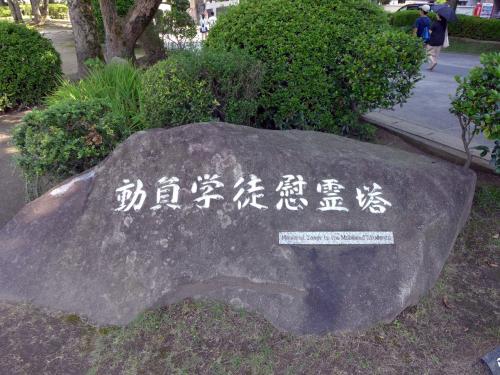 動員学徒慰霊塔
Memorial Tower to the Mobilized Students